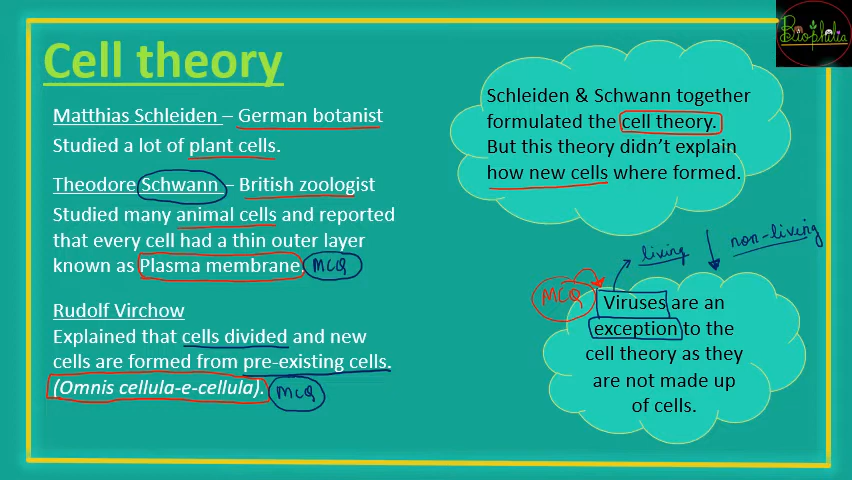 Biophilia
Cell theory
Matthias Schleiden – German botanist
Studied a lot of plant cells.
Theodore Schwann – British zoologist
Studied many animal cells and reported
that every cell had a thin outer layer
known as Plasma membrane. MCQ
Rudolf Virchow
Explained that cells divided and new
cells are formed from pre-existing cells.
(Omnis cellula-e-cellula). MCQ
Schleiden & Schwann together
formulated the cell theory.
But this theory didn't explain
how new cells where formed.
living
non-living
MCQ
Viruses are an
exception to the
cell theory as they
are not made up
of cells.